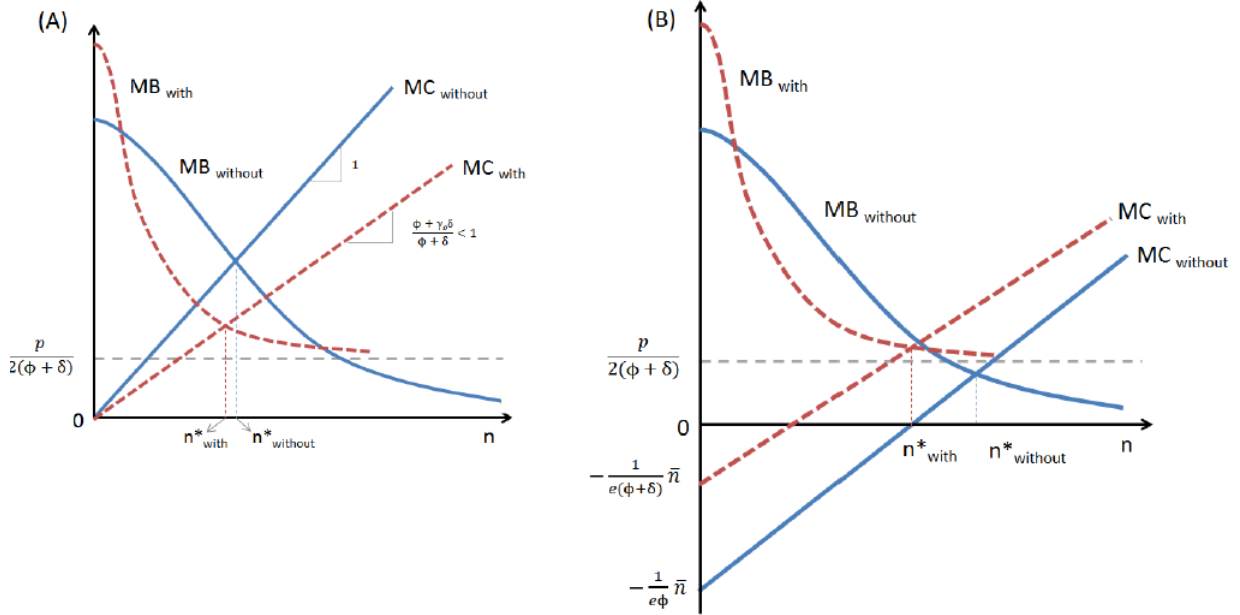 (A)
MB with
MC without
1
MB without
MC with
ϕ + γₚδ / ϕ + δ < 1
p / 2(ϕ + δ)
0
n*with
n*without
n
(B)
MB with
MB without
MC with
MC without
p / 2(ϕ + δ)
0
n*with
n*without
n
− 1 / e(ϕ+δ) n̄
− 1 / eϕ n̄